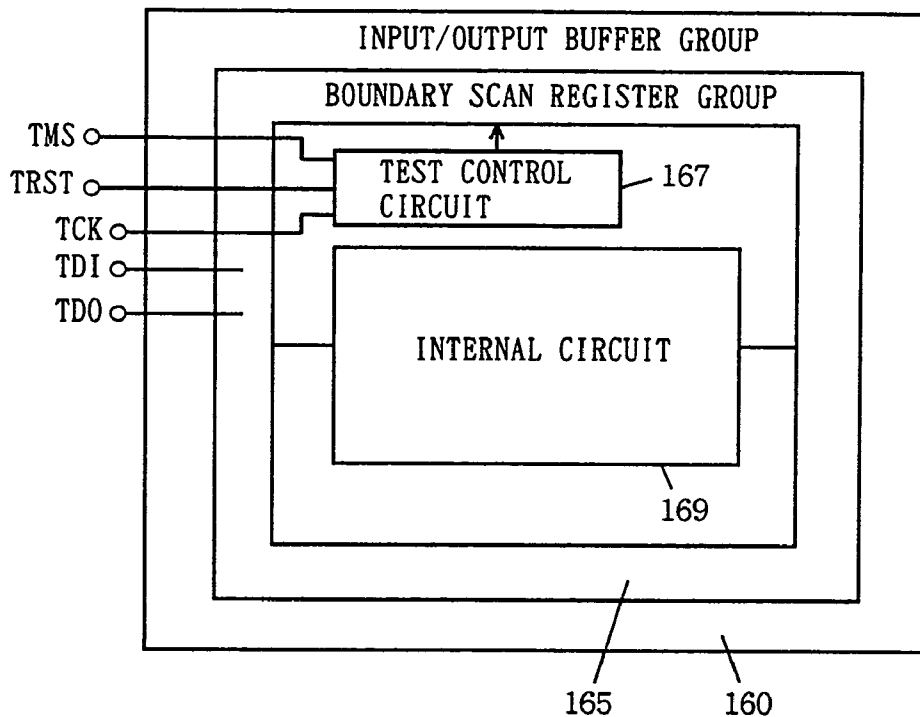 INPUT/OUTPUT BUFFER GROUP
BOUNDARY SCAN REGISTER GROUP
TMS
TRST
TCK
TDI
TDO
TEST CONTROL
CIRCUIT
167
INTERNAL CIRCUIT
169
165
160